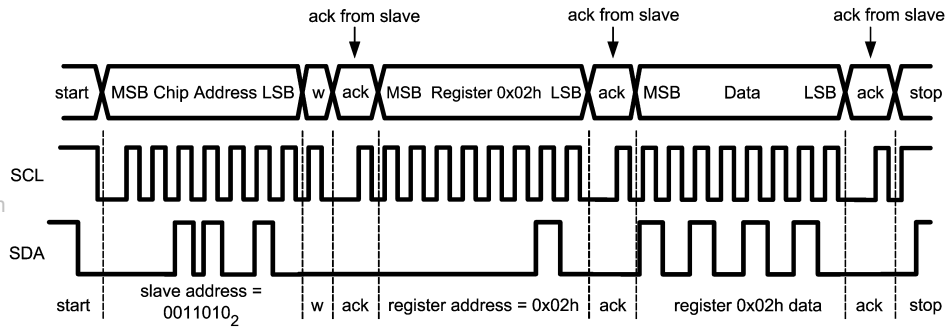 ack from slave
ack from slave
ack from slave
start MSB Chip Address LSB w ack MSB Register 0x02h LSB ack MSB Data LSB ack stop
SCL
n
SDA
start slave address = 0011010₂ w ack register address = 0x02h ack register 0x02h data ack stop